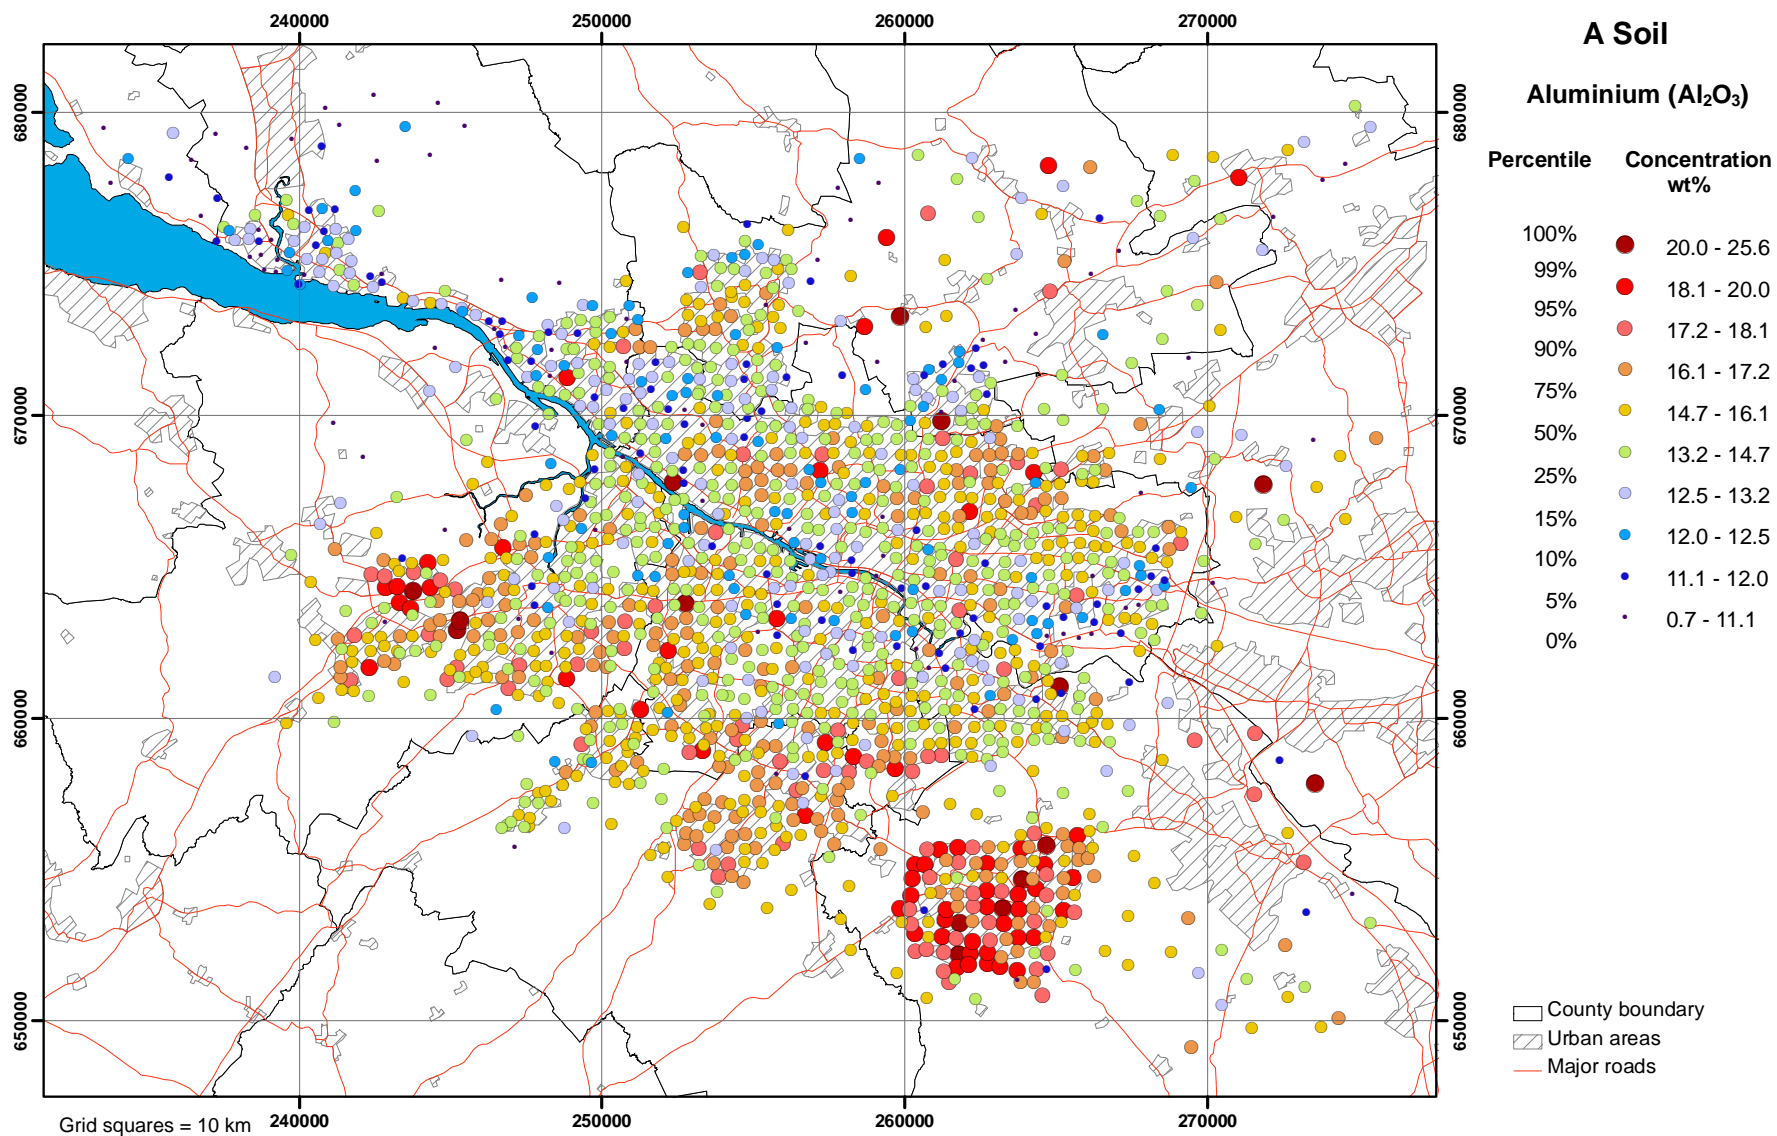 240000
250000
260000
270000
A Soil
Aluminium (Al₂O₃)
Percentile
Concentration
wt%
100%
99%
95%
90%
75%
50%
25%
15%
10%
5%
0%
20.0 - 25.6
18.1 - 20.0
17.2 - 18.1
16.1 - 17.2
14.7 - 16.1
13.2 - 14.7
12.5 - 13.2
12.0 - 12.5
11.1 - 12.0
0.7 - 11.1
680000
680000
670000
670000
660000
660000
650000
650000
County boundary
Urban areas
Major roads
240000
250000
260000
270000
Grid squares = 10 km